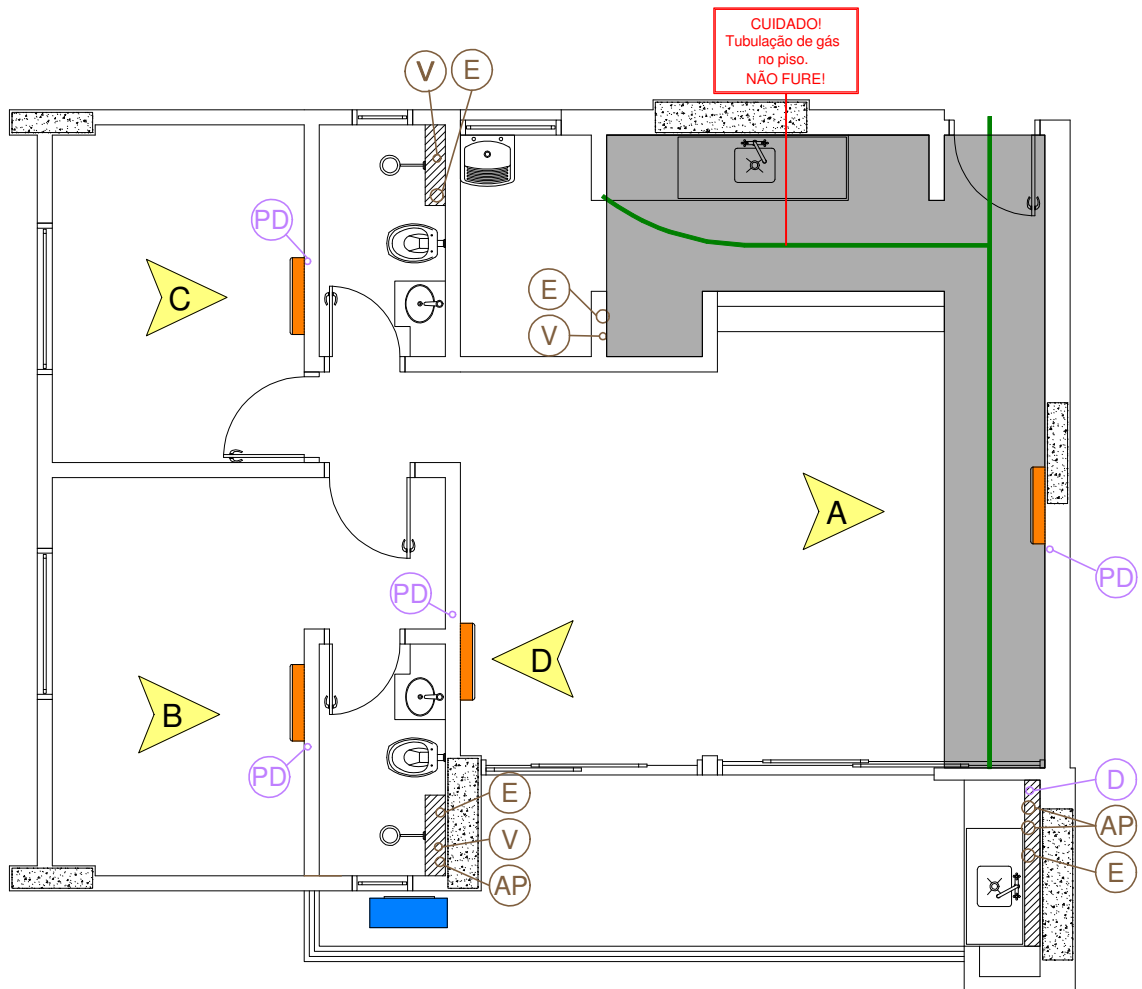 CUIDADO!
Tubulação de gás
no piso.
NÃO FURE!
V
E
PD
C
E
V
A
PD
PD
D
B
PD
E
D
V
AP
AP
E